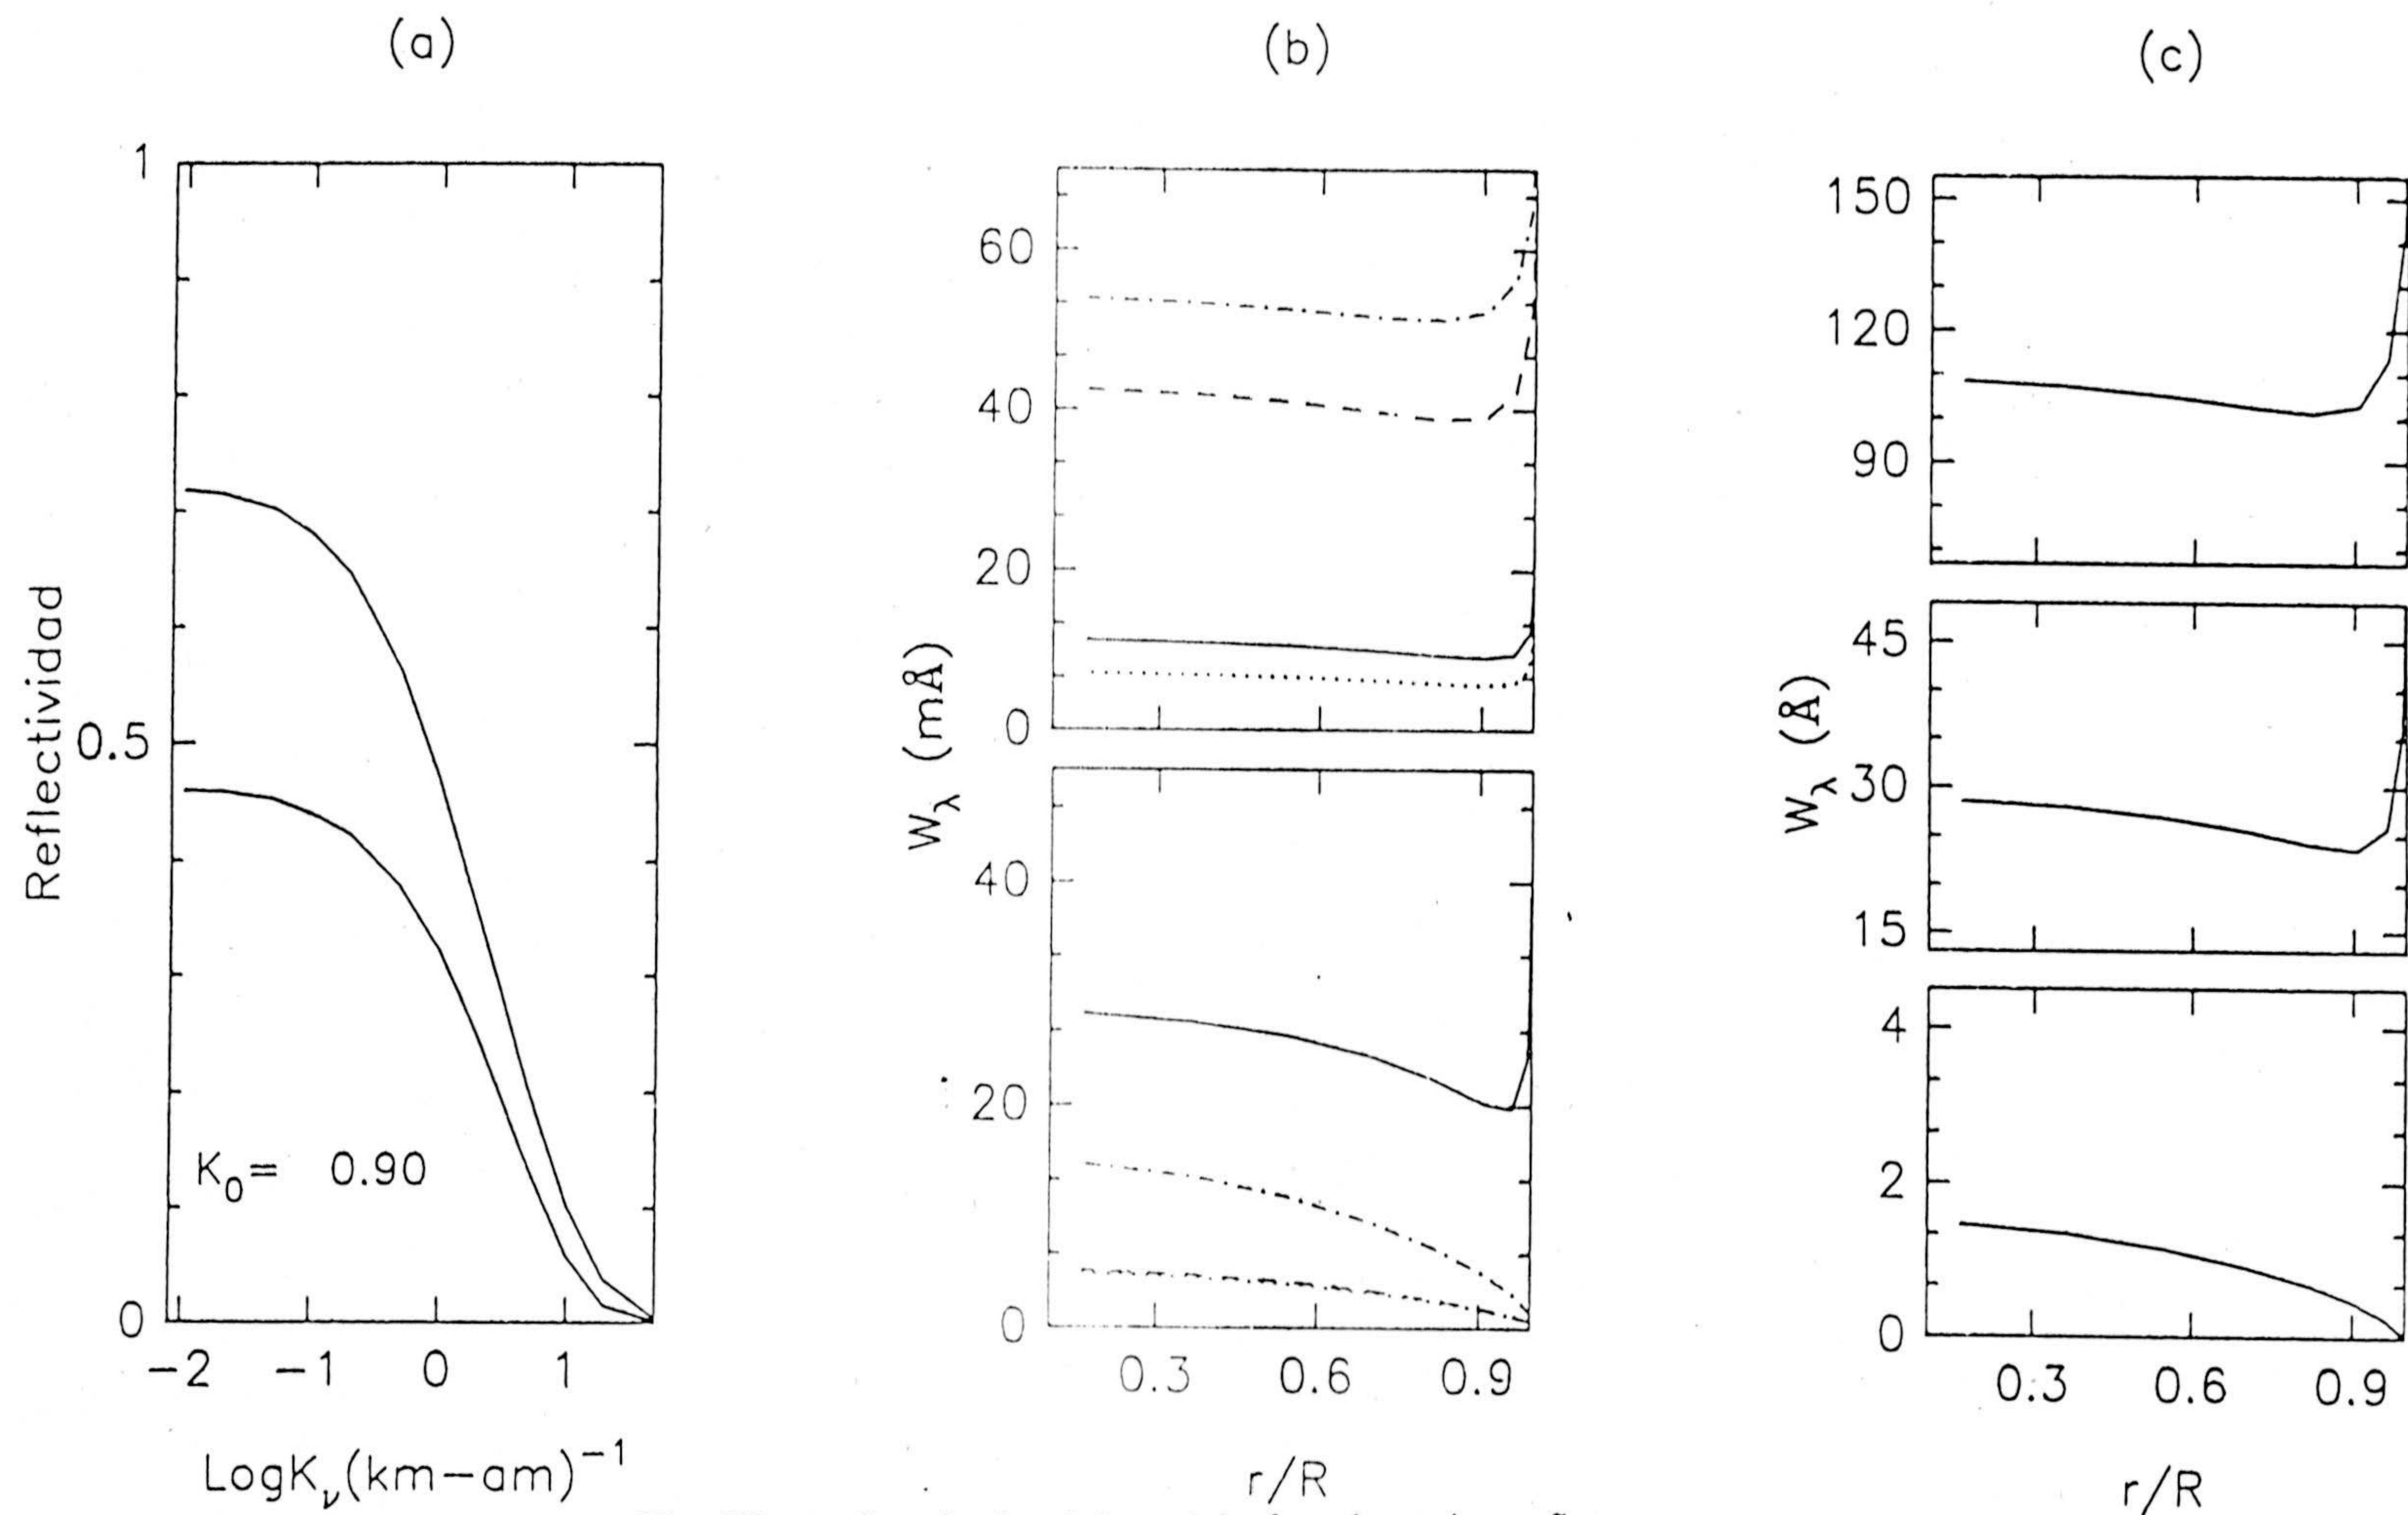 (a)
(b)
(c)
Reflectividad
1
0.5
0
K₀= 0.90
−2 −1 0 1
LogKν(km−am)⁻¹
Wλ (mÅ)
60
40
20
0
40
20
0
0.3 0.6 0.9
r/R
Wλ (Å)
150
120
90
45
30
15
4
2
0
0.3 0.6 0.9
r/R